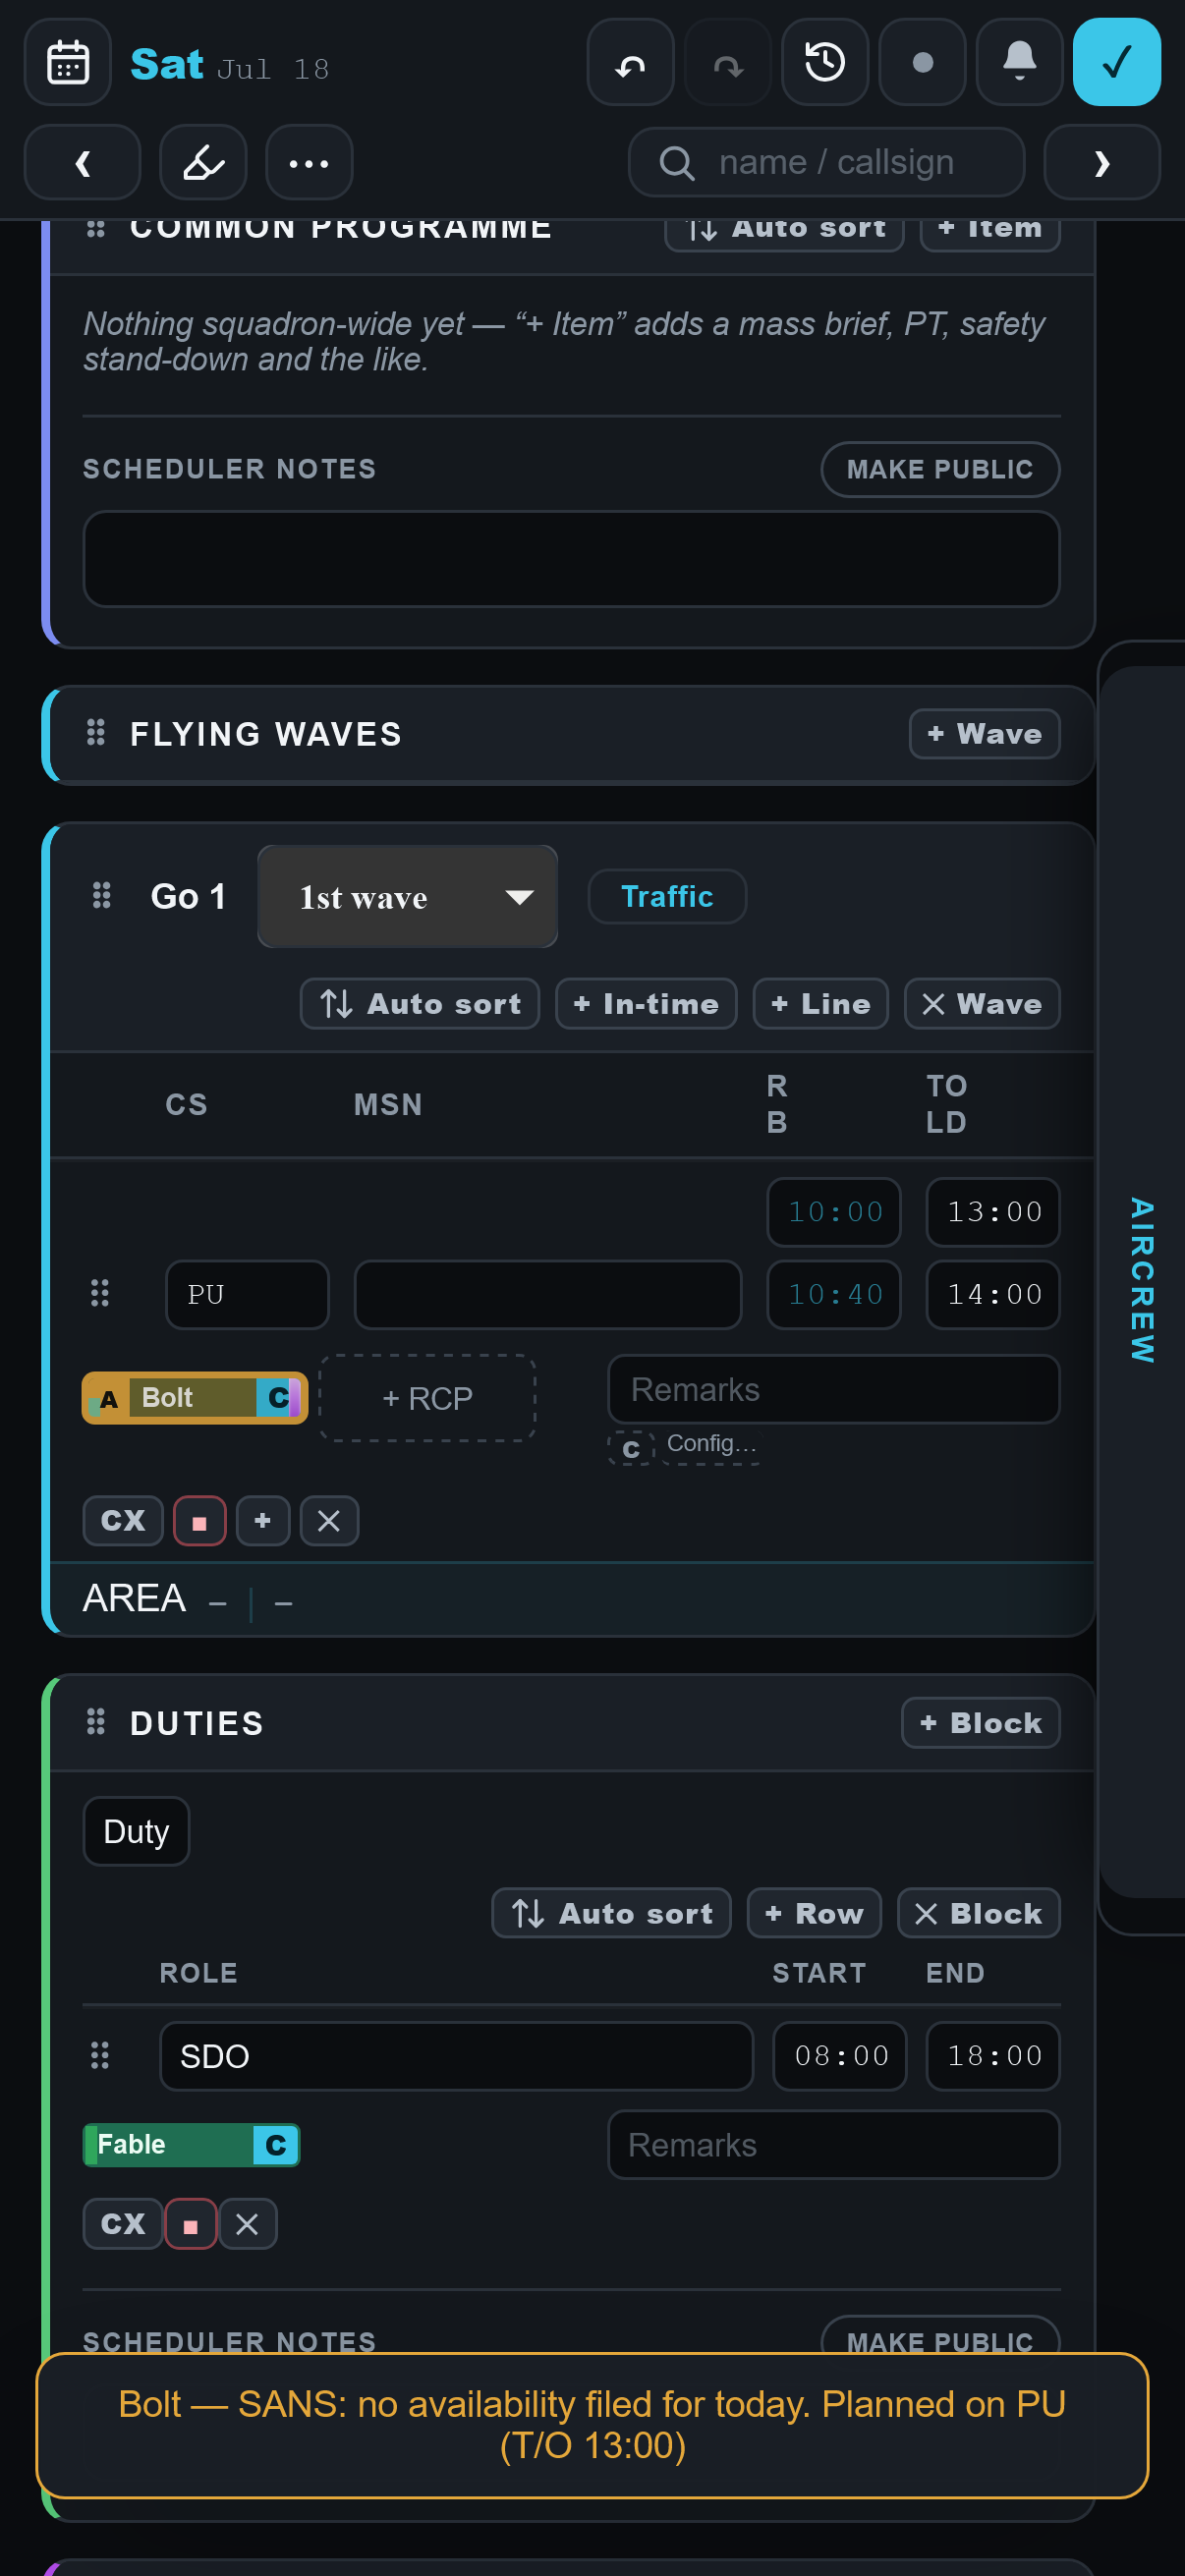 Sat Jul 18
name / callsign
COMMON PROGRAMME
Auto sort
+ Item
Nothing squadron-wide yet — “+ Item” adds a mass brief, PT, safety
stand-down and the like.
SCHEDULER NOTES
MAKE PUBLIC
FLYING WAVES
+ Wave
Go 1
1st wave
Traffic
Auto sort
+ In-time
+ Line
× Wave
CS
MSN
R
B
TO
LD
10:00
13:00
PU
10:40
14:00
A Bolt C
+ RCP
Remarks
C
Config…
CX
+
×
AREA – | –
DUTIES
+ Block
Duty
Auto sort
+ Row
× Block
ROLE
START
END
SDO
08:00
18:00
Fable C
Remarks
CX
×
SCHEDULER NOTES
MAKE PUBLIC
Bolt — SANS: no availability filed for today. Planned on PU
(T/O 13:00)
AIRCREW